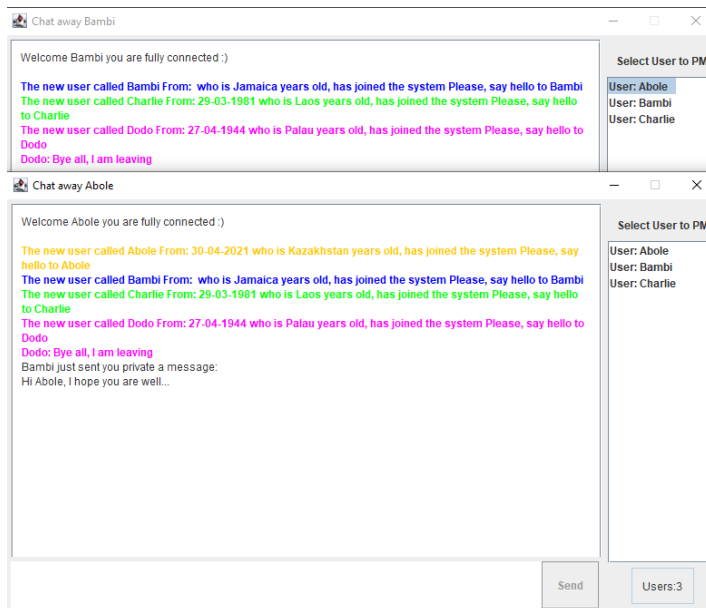 Chat away Bambi
Welcome Bambi you are fully connected :)
Select User to PM
The new user called Bambi From:  who is Jamaica years old, has joined the system Please, say hello to Bambi
The new user called Charlie From: 29-03-1981 who is Laos years old, has joined the system Please, say hello
to Charlie
The new user called Dodo From: 27-04-1944 who is Palau years old, has joined the system Please, say hello to
Dodo
Dodo: Bye all, I am leaving
User: Abole
User: Bambi
User: Charlie
Chat away Abole
Welcome Abole you are fully connected :)
Select User to PM
The new user called Abole From: 30-04-2021 who is Kazakhstan years old, has joined the system Please, say
hello to Abole
The new user called Bambi From:  who is Jamaica years old, has joined the system Please, say hello to Bambi
The new user called Charlie From: 29-03-1981 who is Laos years old, has joined the system Please, say hello
to Charlie
The new user called Dodo From: 27-04-1944 who is Palau years old, has joined the system Please, say hello to
Dodo
Dodo: Bye all, I am leaving
Bambi just sent you private a message:
Hi Abole, I hope you are well...
User: Abole
User: Bambi
User: Charlie
Send
Users:3